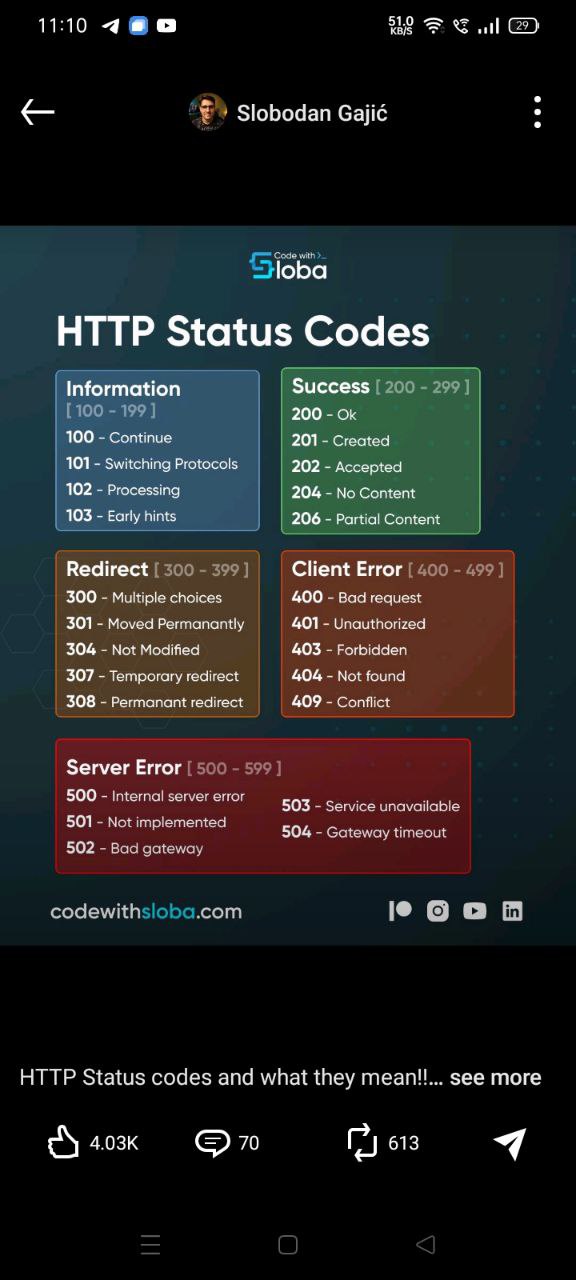 11:10
51.0
KB/S
29
Slobodan Gajić
Code with >_
Sloba
HTTP Status Codes
Information
[ 100 - 199 ]
100 - Continue
101 - Switching Protocols
102 - Processing
103 - Early hints
Success [ 200 - 299 ]
200 - Ok
201 - Created
202 - Accepted
204 - No Content
206 - Partial Content
Redirect [ 300 - 399 ]
300 - Multiple choices
301 - Moved Permanantly
304 - Not Modified
307 - Temporary redirect
308 - Permanant redirect
Client Error [ 400 - 499 ]
400 - Bad request
401 - Unauthorized
403 - Forbidden
404 - Not found
409 - Conflict
Server Error [ 500 - 599 ]
500 - Internal server error
501 - Not implemented
502 - Bad gateway
503 - Service unavailable
504 - Gateway timeout
codewithsloba.com
in
HTTP Status codes and what they mean!!... see more
4.03K
70
613